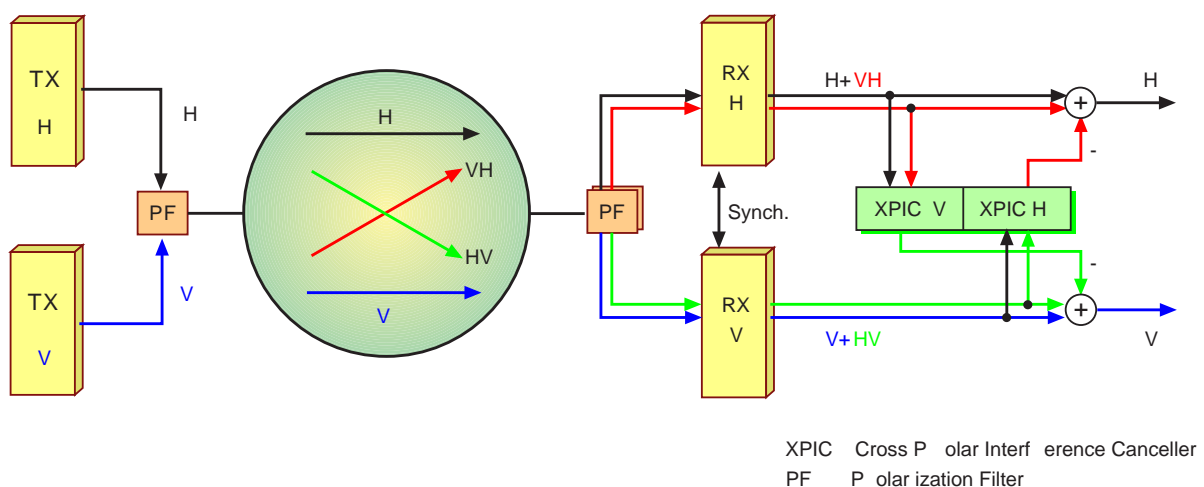 TX
H
H
PF
TX
V
V
H
VH
HV
V
PF
RX
H
Synch.
RX
V
H+VH
V+HV
XPIC V
XPIC H
-
-
+
+
H
V
XPIC Cross P olar Interf erence Canceller
PF P olar ization Filter